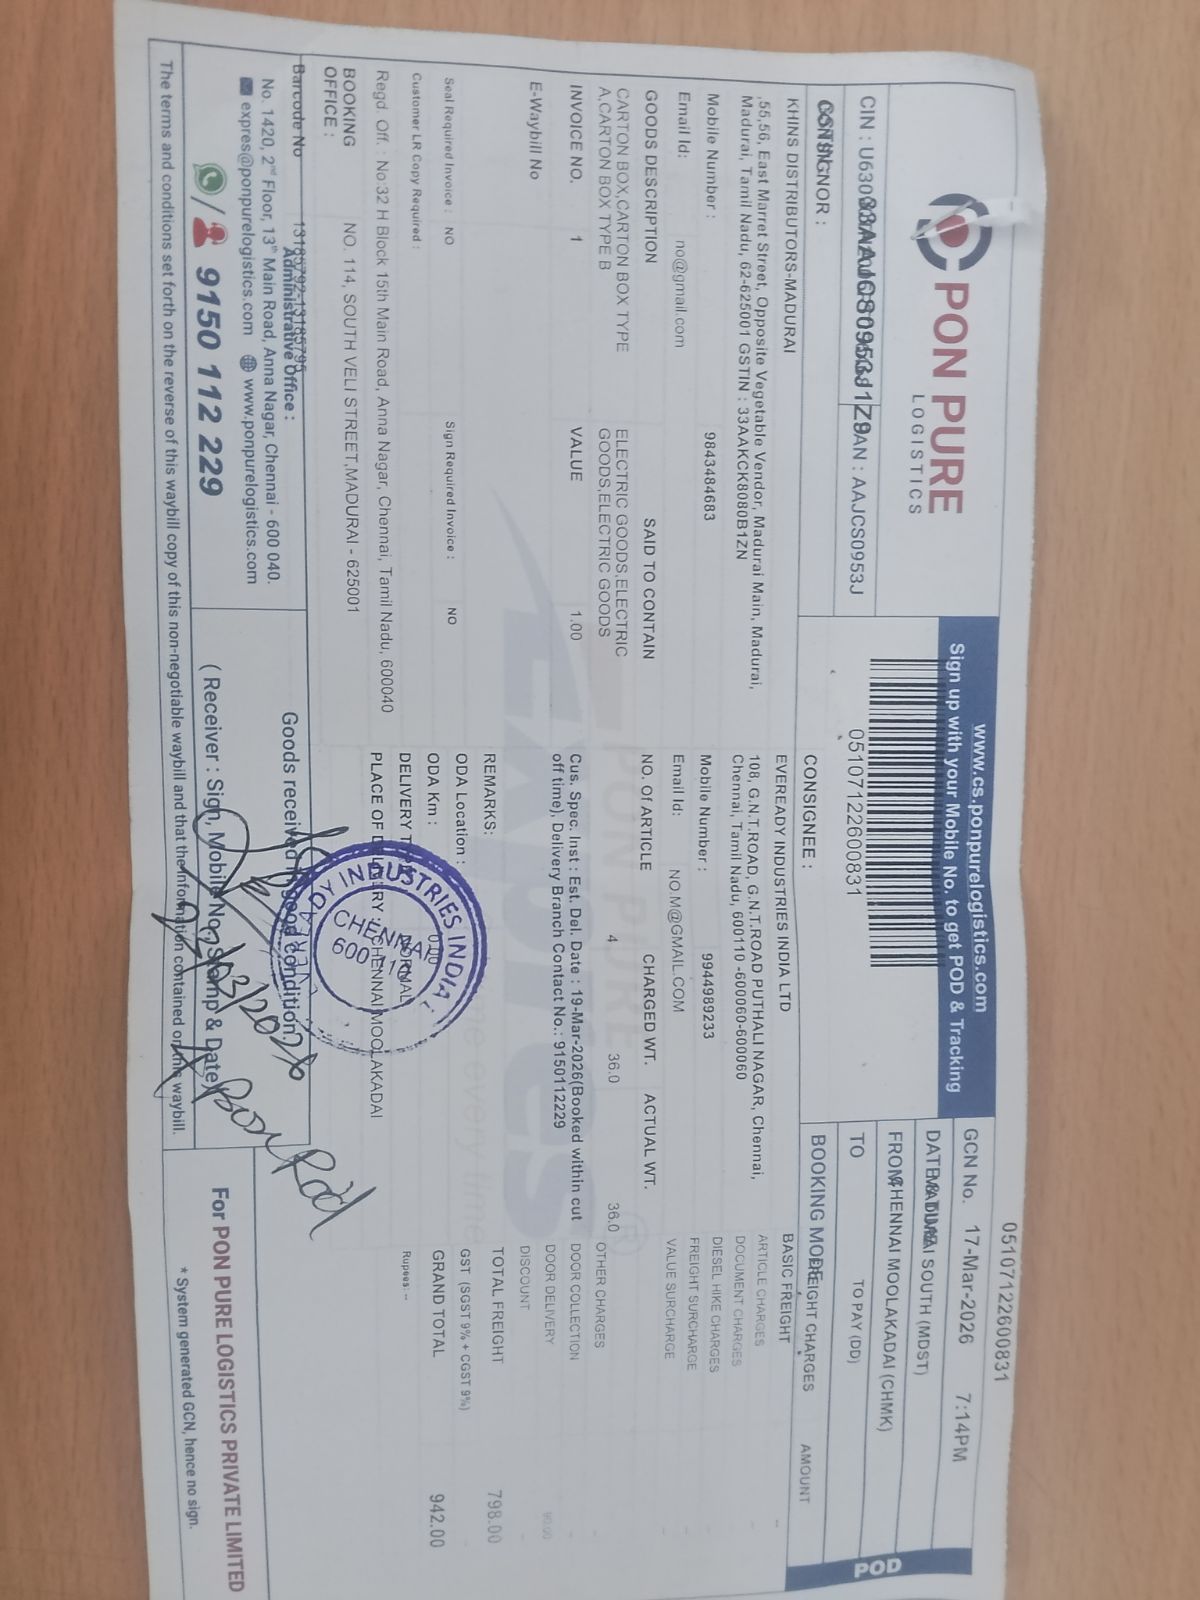 PON PURE
LOGISTICS
www.cs.ponpurelogistics.com
Sign up with your Mobile No. to get POD & Tracking
05107122600831
05107122600831
GCN No. 17-Mar-2026 7:14PM
MADURAI SOUTH (MDST)
FROM CHENNAI MOOLAKADAI (CHMK)
TO TO PAY (DD)
BOOKING MODE
FREIGHT CHARGES AMOUNT
POD
AN : AAJCS0953J
CONSIGNOR :
KHINS DISTRIBUTORS-MADURAI
,55,56, East Marret Street, Opposite Vegetable Vendor, Madurai Main, Madurai,
Madurai, Tamil Nadu, 62-625001 GSTIN : 33AAKCK8080B1ZN
Mobile Number : 9843484683
Email Id: no@gmail.com
CONSIGNEE :
EVEREADY INDUSTRIES INDIA LTD
108, G.N.T.ROAD, G.N.T.ROAD PUTHALI NAGAR, Chennai,
Chennai, Tamil Nadu, 600110 -600060-600060
Mobile Number : 9944989233
Email Id: NO.M@GMAIL.COM
GOODS DESCRIPTION SAID TO CONTAIN NO. Of ARTICLE CHARGED WT. ACTUAL WT.
CARTON BOX,CARTON BOX TYPE ELECTRIC GOODS,ELECTRIC 4 36.0 36.0
A,CARTON BOX TYPE B GOODS,ELECTRIC GOODS
INVOICE NO. 1 VALUE 1.00
E-Waybill No
Cus. Spec. Inst : Est. Del. Date : 19-Mar-2026(Booked within cut
off time), Delivery Branch Contact No.: 9150112229
Seal Required Invoice : NO Sign Required Invoice : NO
Customer LR Copy Required :
REMARKS:
ODA Location :
ODA Km :
DELIVERY NORMAL
PLACE OF DELIVERY : CHENNAI MOOLAKADAI
Regd. Off. : No:32 H Block 15th Main Road, Anna Nagar, Chennai, Tamil Nadu, 600040
BOOKING NO. 114, SOUTH VELI STREET,MADURAI - 625001
OFFICE :
BASIC FREIGHT -
ARTICLE CHARGES
DOCUMENT CHARGES -
DIESEL HIKE CHARGES -
FREIGHT SURCHARGE -
VALUE SURCHARGE -
OTHER CHARGES -
DOOR COLLECTION -
DOOR DELIVERY
DISCOUNT -
TOTAL FREIGHT 798.00
GST (SGST 9% + CGST 9%)
GRAND TOTAL 942.00
Rupees: --
Barcode No 13185792-13185795
Administrative Office :
No. 1420, 2nd Floor, 13th Main Road, Anna Nagar, Chennai - 600 040.
expres@ponpurelogistics.com www.ponpurelogistics.com
9150 112 229
Goods received in good condition.
( Receiver : Sign, Mobile No, Stamp & Date)
EVEREADY INDUSTRIES INDIA
CHENNAI
For PON PURE LOGISTICS PRIVATE LIMITED
* System generated GCN, hence no sign.
The terms and conditions set forth on the reverse of this waybill copy of this non-negotiable waybill and that the information contained on this waybill.